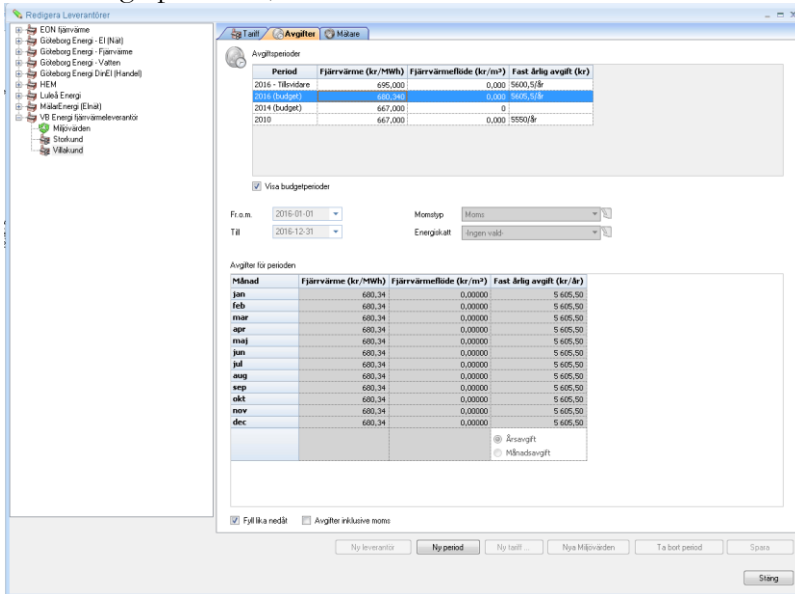 Redigera Leverantörer
EON fjärrvärme
Göteborg Energi - El (Nät)
Göteborg Energi - Fjärrvärme
Göteborg Energi - Vatten
Göteborg Energi DinEl (Handel)
HEM
Luleå Energi
MälarEnergi (Elnät)
VB Energi fjärrvärmeleverantör
Miljövärden
Storkund
Villakund
Tariff Avgifter Mätare
Avgiftsperioder
Period Fjärrvärme (kr/MWh) Fjärrvärmeflöde (kr/m³) Fast årlig avgift (kr)
2016 - Tillsvidare 695,000 0,000 5600,5/år
2016 (budget) 680,340 0,000 5605,5/år
2014 (budget) 667,000 0
2010 667,000 0,000 5550/år
Visa budgetperioder
Fr.o.m. 2016-01-01 Momstyp Moms
Till 2016-12-31 Energiskatt -Ingen vald-
Avgifter för perioden
Månad Fjärrvärme (kr/MWh) Fjärrvärmeflöde (kr/m³) Fast årlig avgift (kr/år)
jan 680,34 0,00000 5 605,50
feb 680,34 0,00000 5 605,50
mar 680,34 0,00000 5 605,50
apr 680,34 0,00000 5 605,50
maj 680,34 0,00000 5 605,50
jun 680,34 0,00000 5 605,50
jul 680,34 0,00000 5 605,50
aug 680,34 0,00000 5 605,50
sep 680,34 0,00000 5 605,50
okt 680,34 0,00000 5 605,50
nov 680,34 0,00000 5 605,50
dec 680,34 0,00000 5 605,50
Årsavgift
Månadsavgift
Fyll lika nedåt Avgifter inklusive moms
Ny leverantör Ny period Ny tariff ... Nya Miljövärden Ta bort period Spara
Stäng